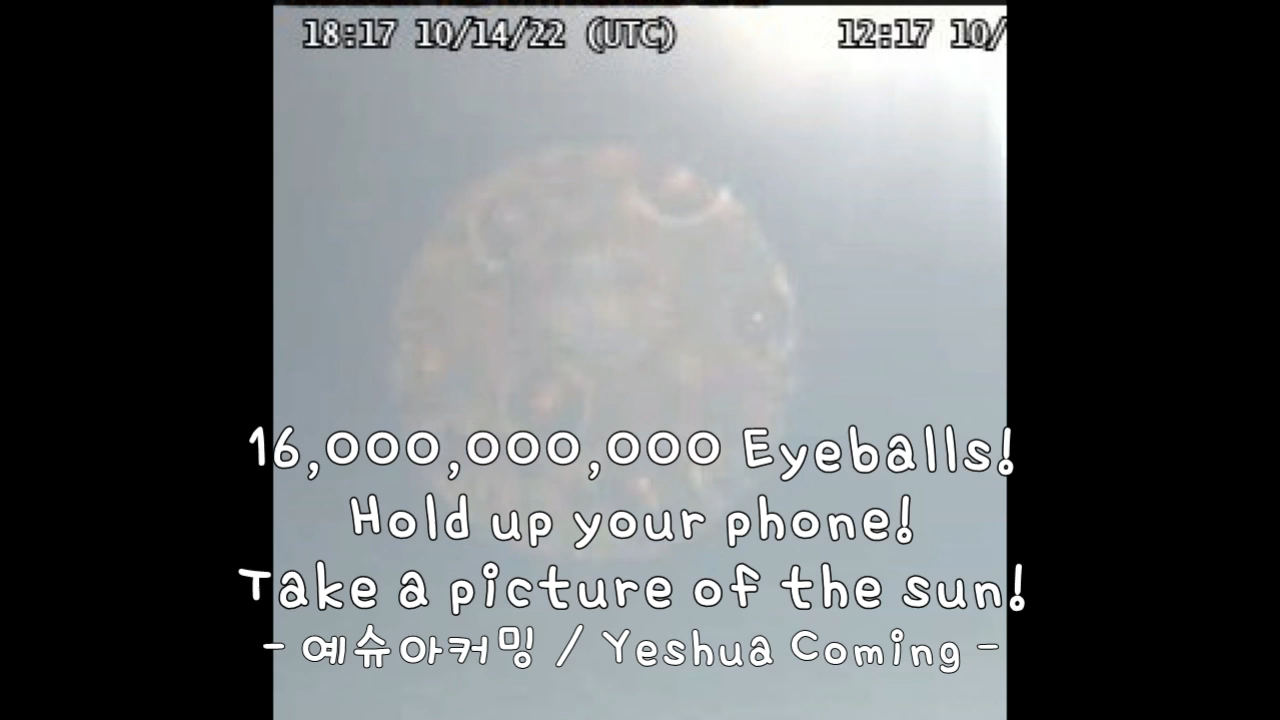 18:17 10/14/22 (UTC) 12:17 10/
16,000,000,000 Eyeballs!
Hold up your phone!
Take a picture of the sun!
- 예슈아커밍 / Yeshua Coming -